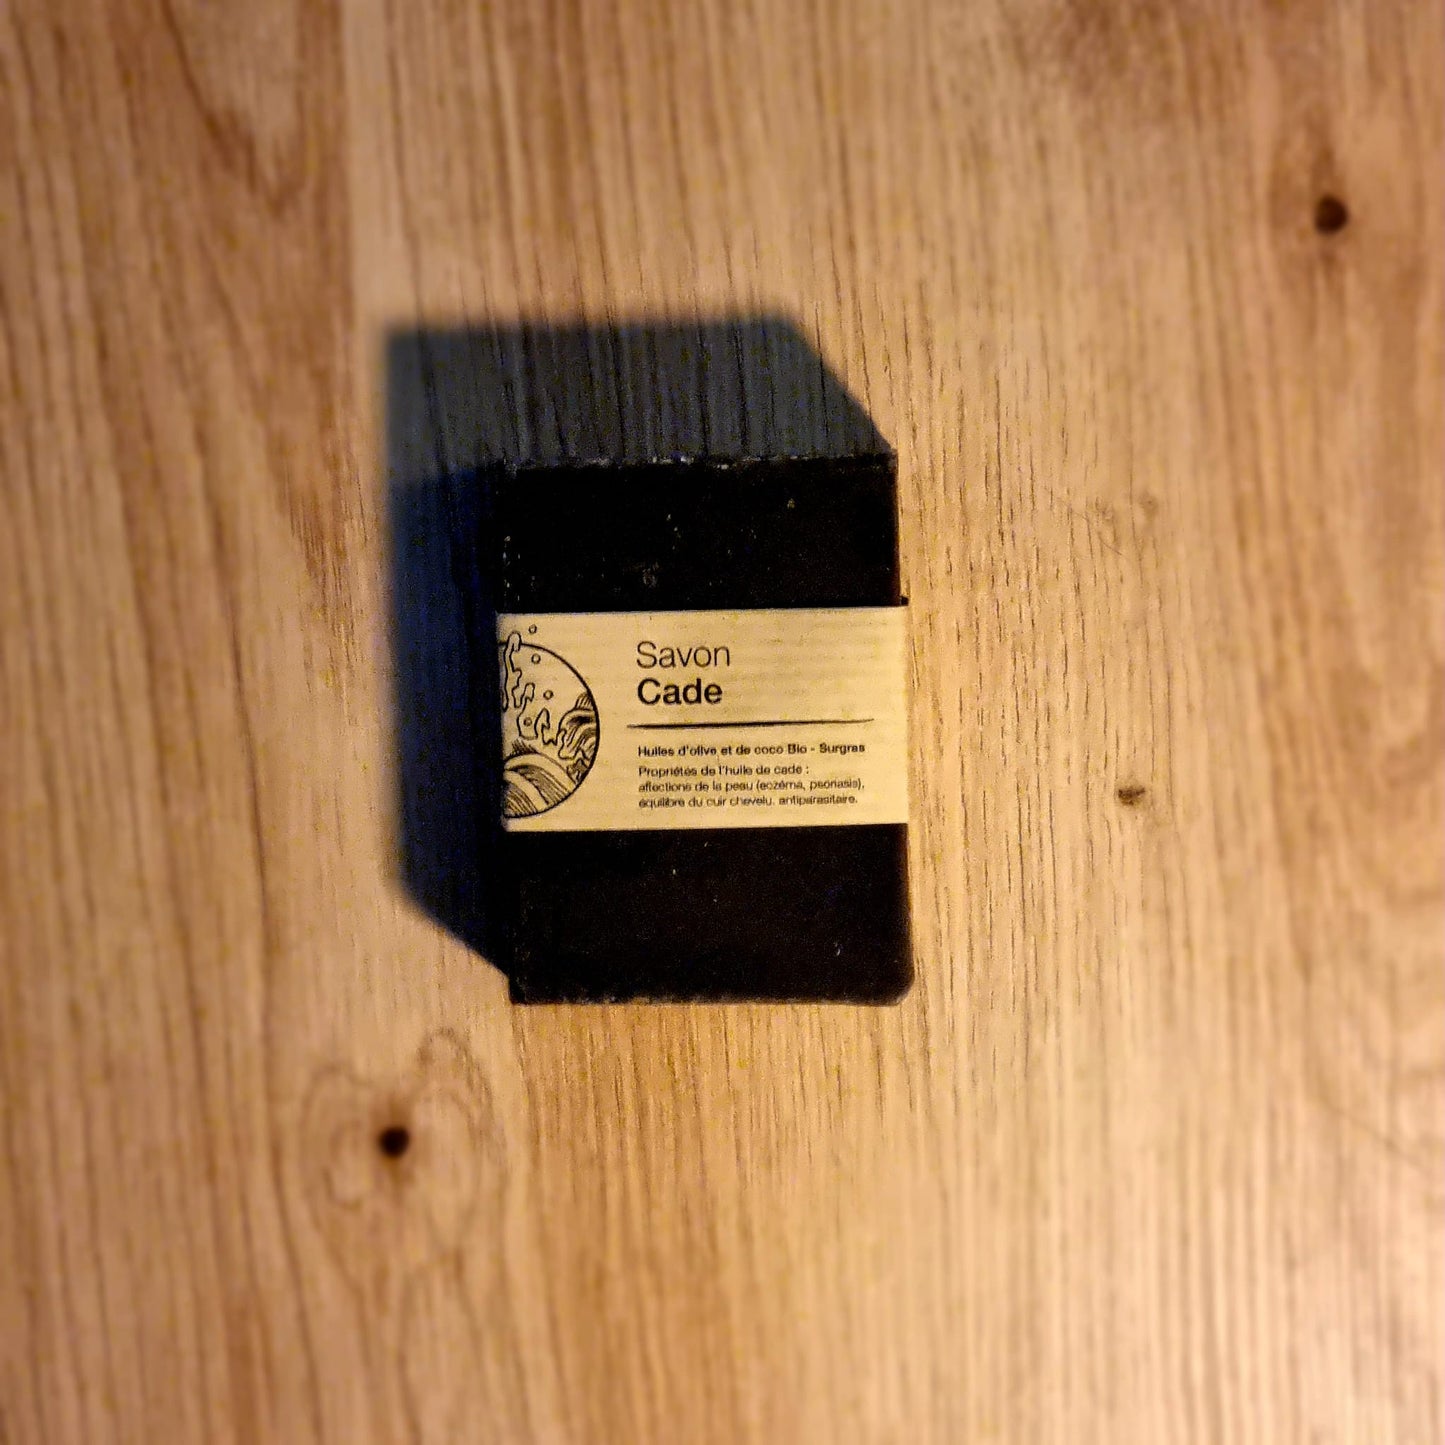 Savon
Cade
Huiles d'olive et de coco Bio - Surgras
Propriétés de l'huile de cade :
affections de la peau (eczéma, psoriasis),
équilibre du cuir chevelu, antiparasitaire.